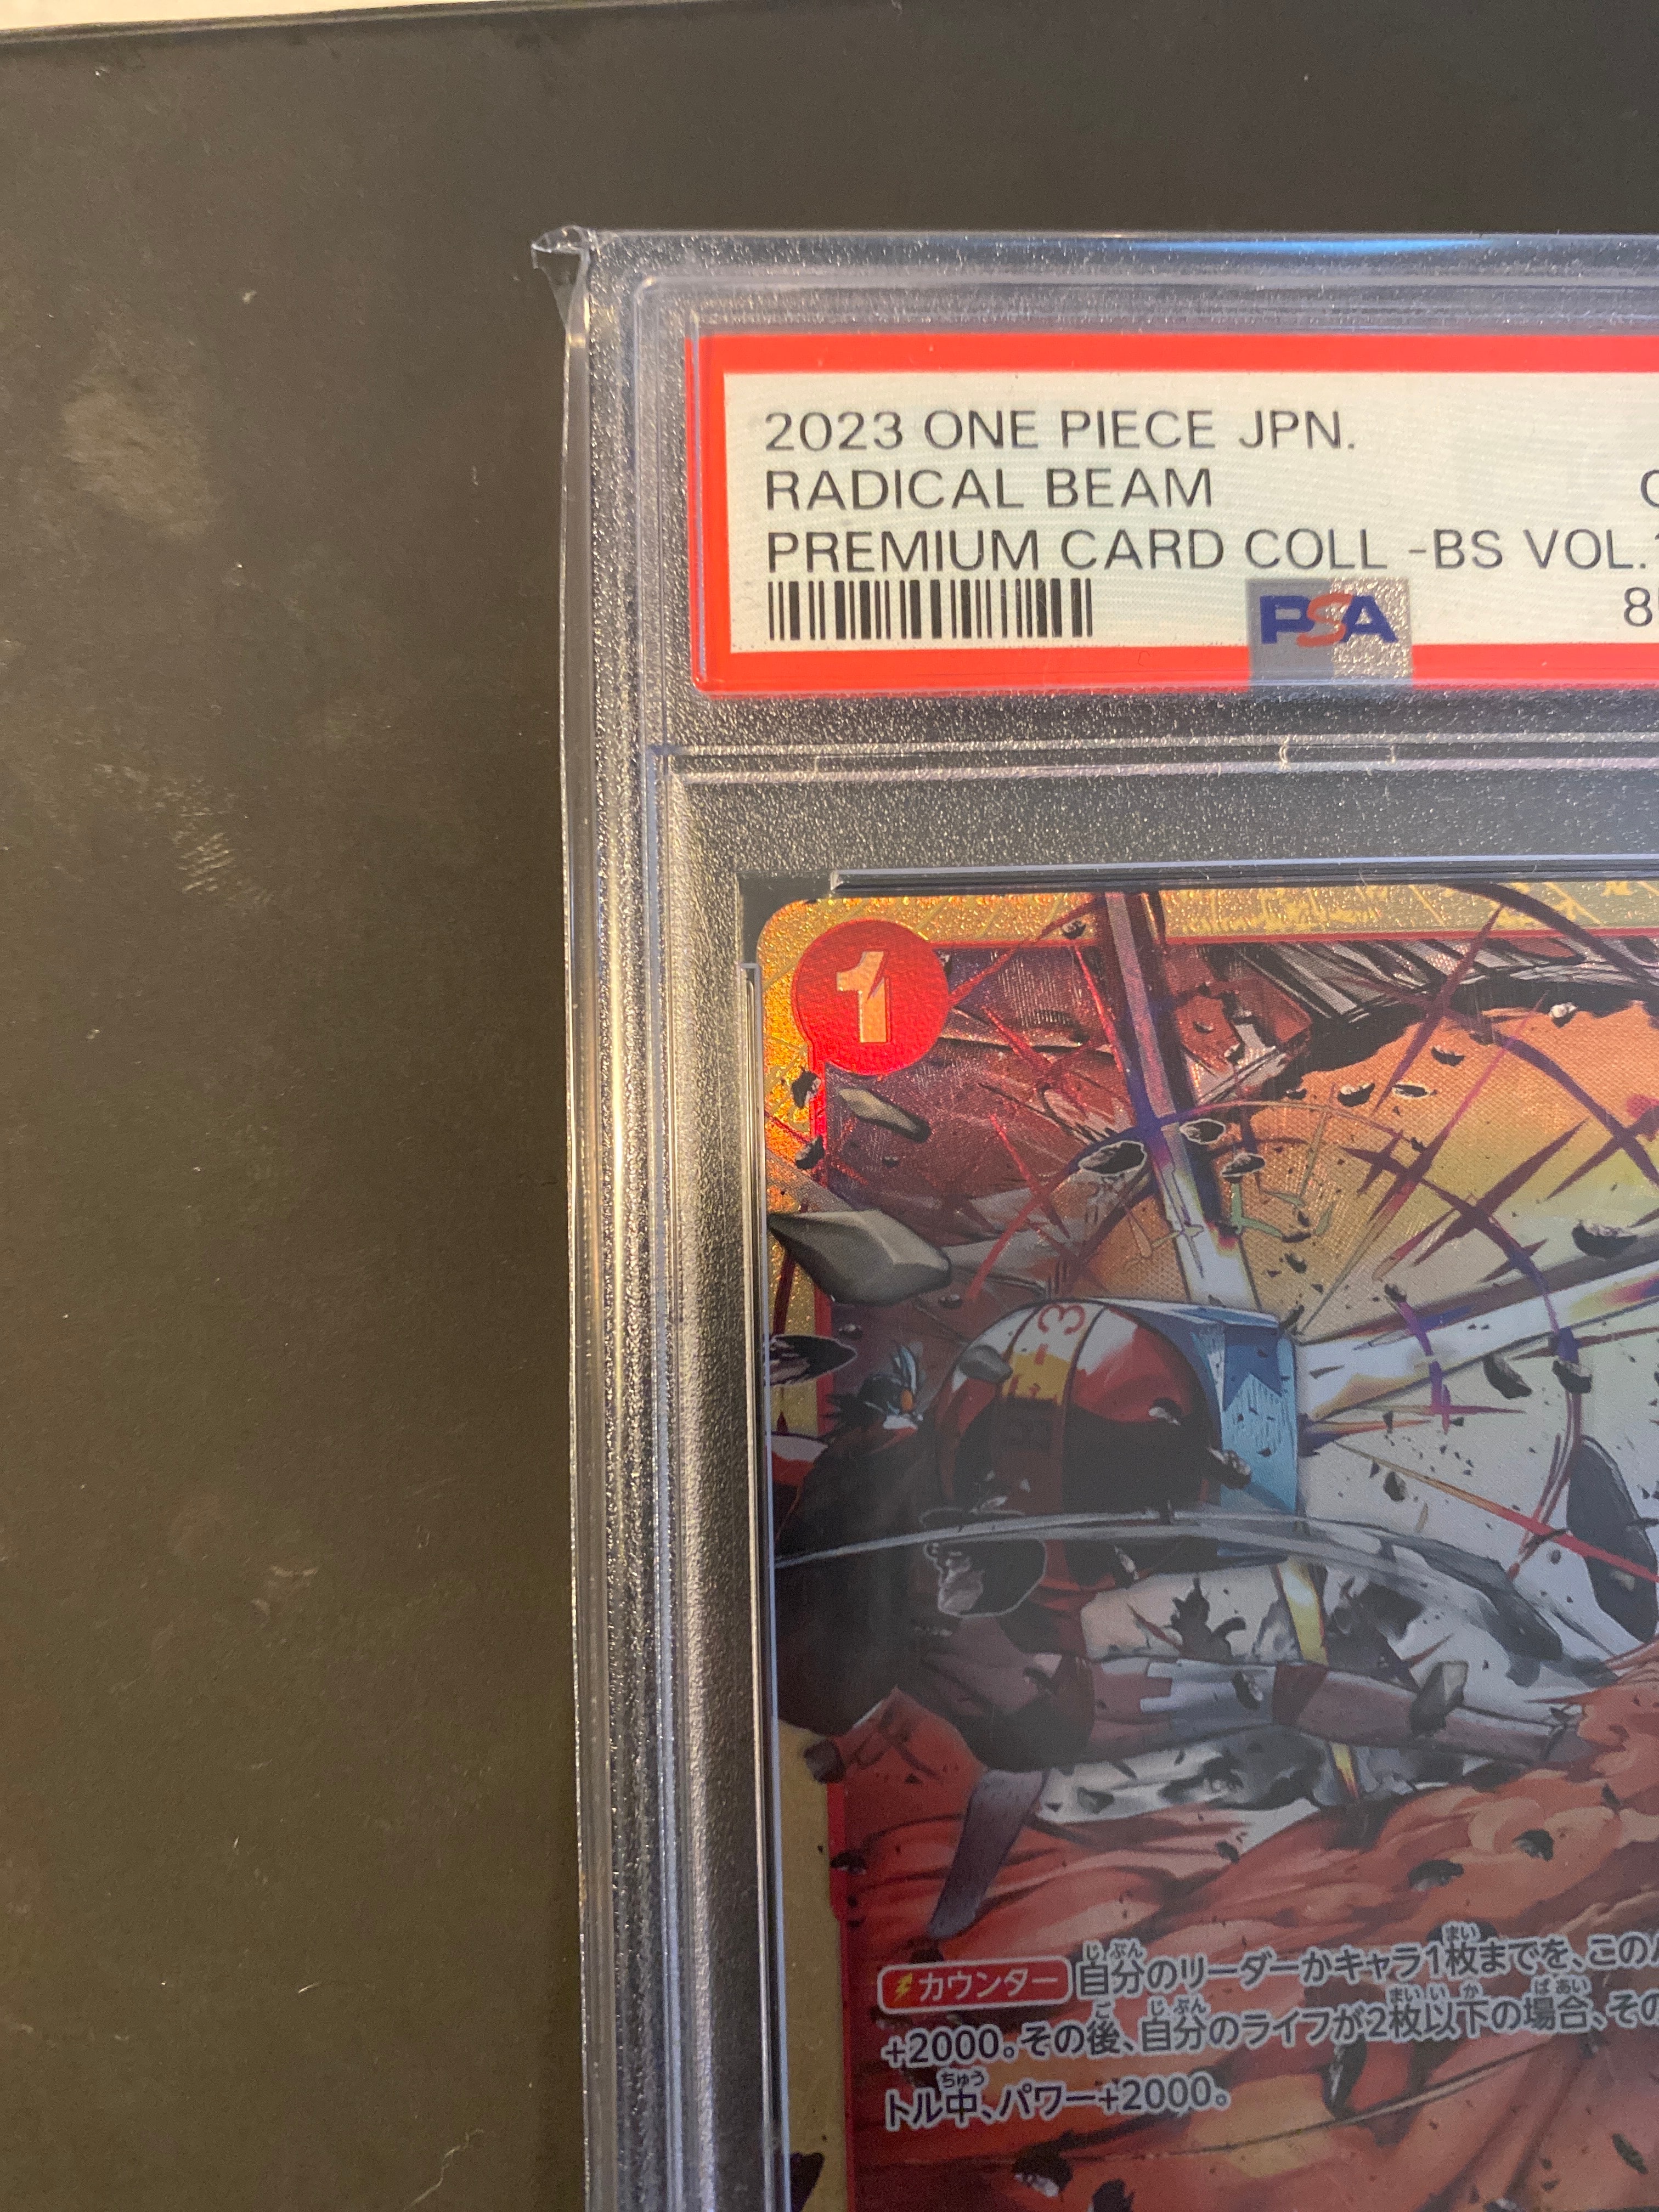 2023 ONE PIECE JPN.
RADICAL BEAM
PREMIUM CARD COLL -BS VOL.
PSA
1
カウンター 自分のリーダーかキャラ1枚までを、この
+2000。その後、自分のライフが2枚以下の場合、その
トル中、パワー+2000。